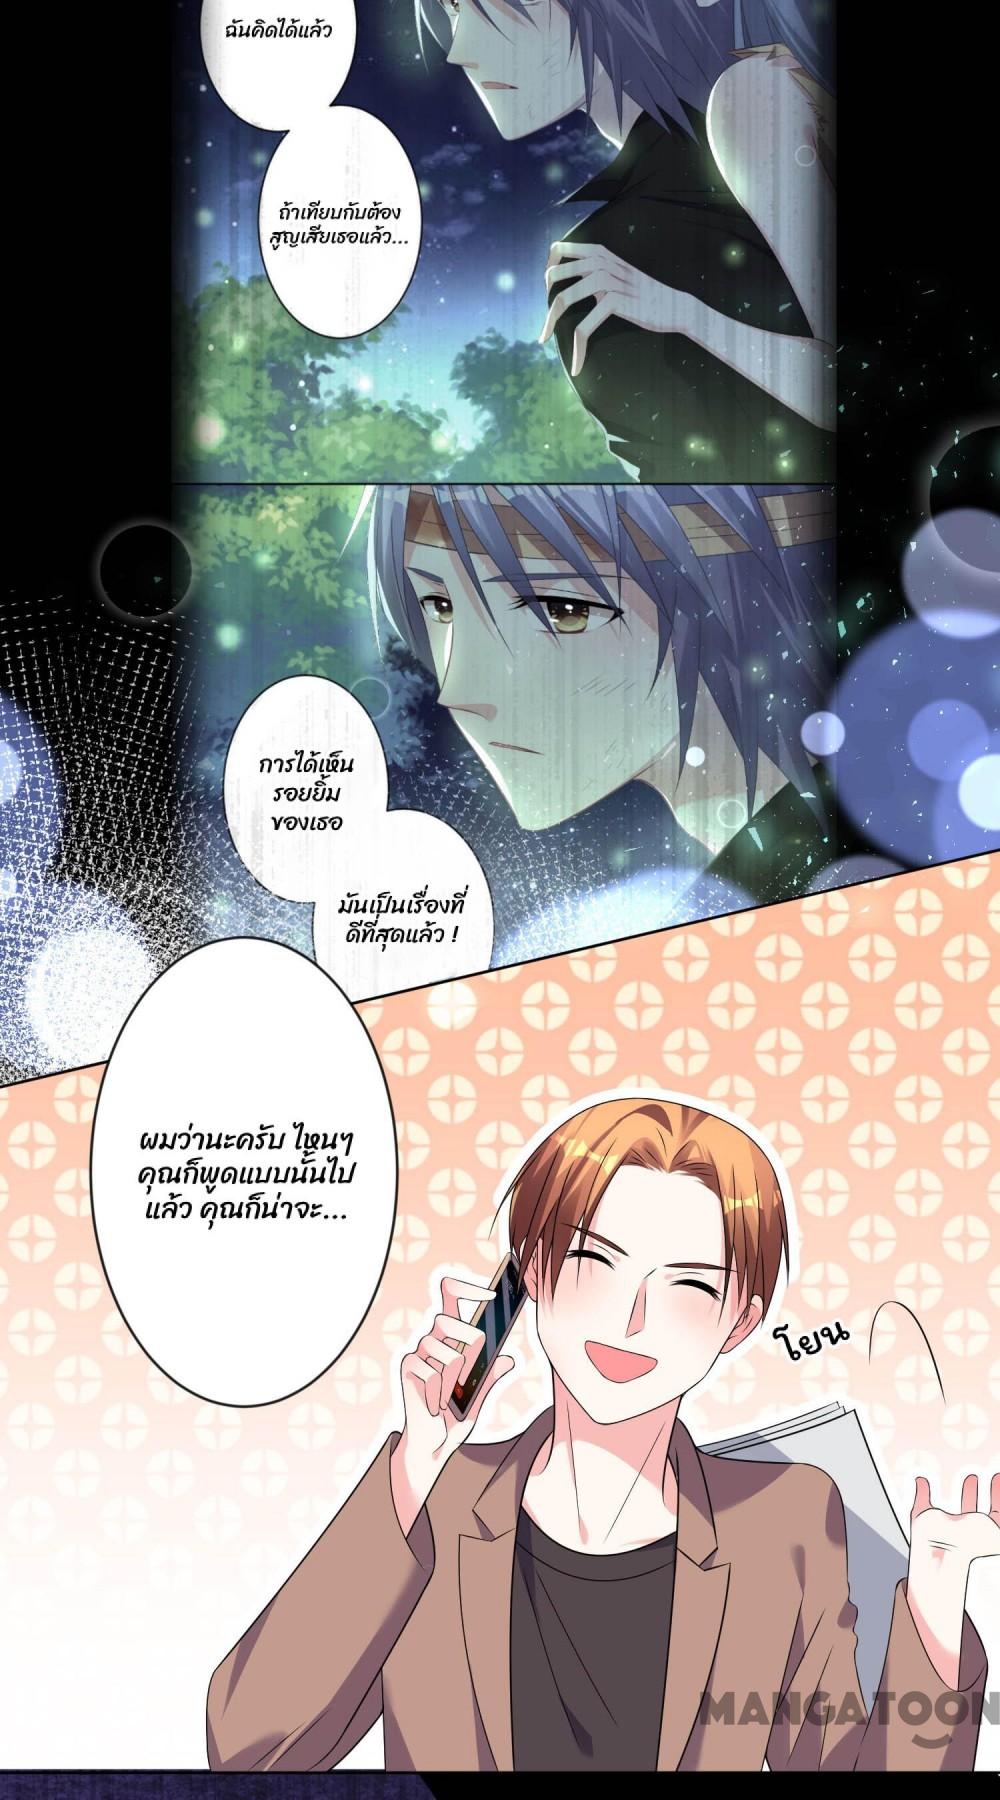 ฉันคิดได้แล้ว
ถ้าเทียบกับต้อง
สูญเสียเธอแล้ว...
การได้เห็น
รอยยิ้ม
ของเธอ
มันเป็นเรื่องที่
ดีที่สุดแล้ว !
ผมว่านะครับ ไหนๆ
คุณก็พูดแบบนั้นไป
แล้ว คุณก็น่าจะ...
โยน
MANGATOON